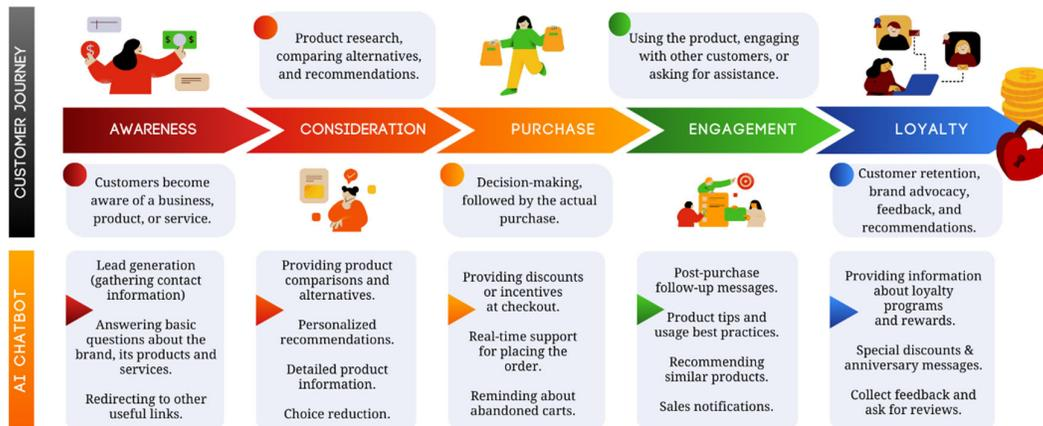 CUSTOMER JOURNEY
Product research,
comparing alternatives,
and recommendations.
Using the product, engaging
with other customers, or
asking for assistance.
AWARENESS
CONSIDERATION
PURCHASE
ENGAGEMENT
LOYALTY
Customers become
aware of a business,
product, or service.
Decision-making,
followed by the actual
purchase.
Customer retention,
brand advocacy,
feedback, and
recommendations.
AI CHATBOT
Lead generation
(gathering contact
information)
Answering basic
questions about the
brand, its products and
services.
Redirecting to other
useful links.
Providing product
comparisons and
alternatives.
Personalized
recommendations.
Detailed product
information.
Choice reduction.
Providing discounts
or incentives
at checkout.
Real-time support
for placing the
order.
Reminding about
abandoned carts.
Post-purchase
follow-up messages.
Product tips and
usage best practices.
Recommending
similar products.
Sales notifications.
Providing information
about loyalty
programs
and rewards.
Special discounts &
anniversary messages.
Collect feedback and
ask for reviews.